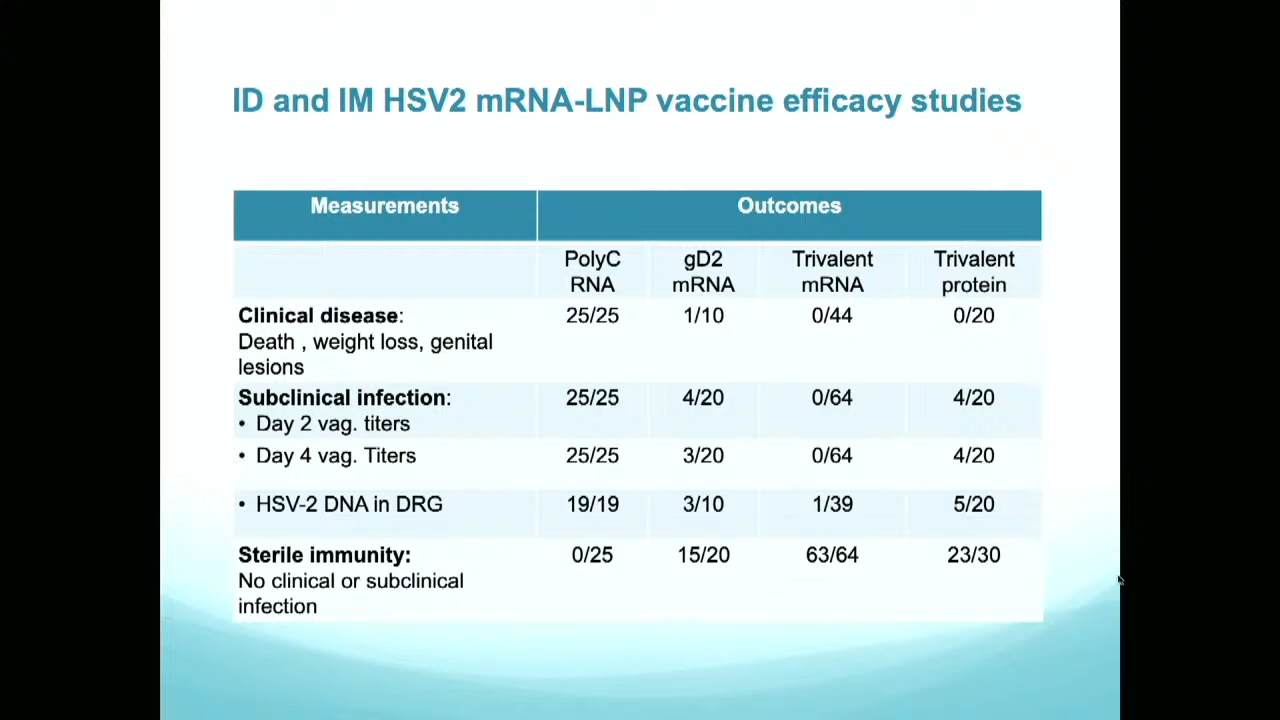 ID and IM HSV2 mRNA-LNP vaccine efficacy studies
Measurements Outcomes
PolyC RNA gD2 mRNA Trivalent mRNA Trivalent protein
Clinical disease: 25/25 1/10 0/44 0/20
Death , weight loss, genital
lesions
Subclinical infection: 25/25 4/20 0/64 4/20
• Day 2 vag. titers
• Day 4 vag. Titers 25/25 3/20 0/64 4/20
• HSV-2 DNA in DRG 19/19 3/10 1/39 5/20
Sterile immunity: 0/25 15/20 63/64 23/30
No clinical or subclinical
infection